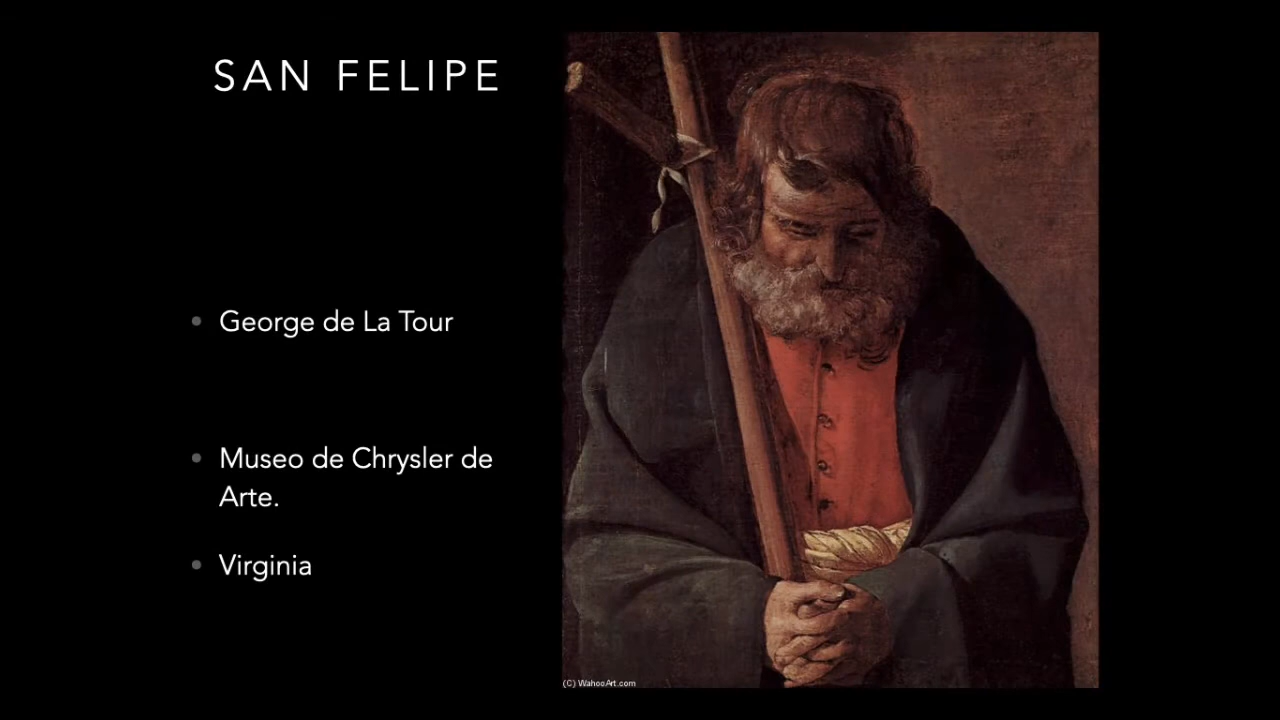 SAN FELIPE
George de La Tour
Museo de Chrysler de
Arte.
Virginia
(C) WahooArt.com